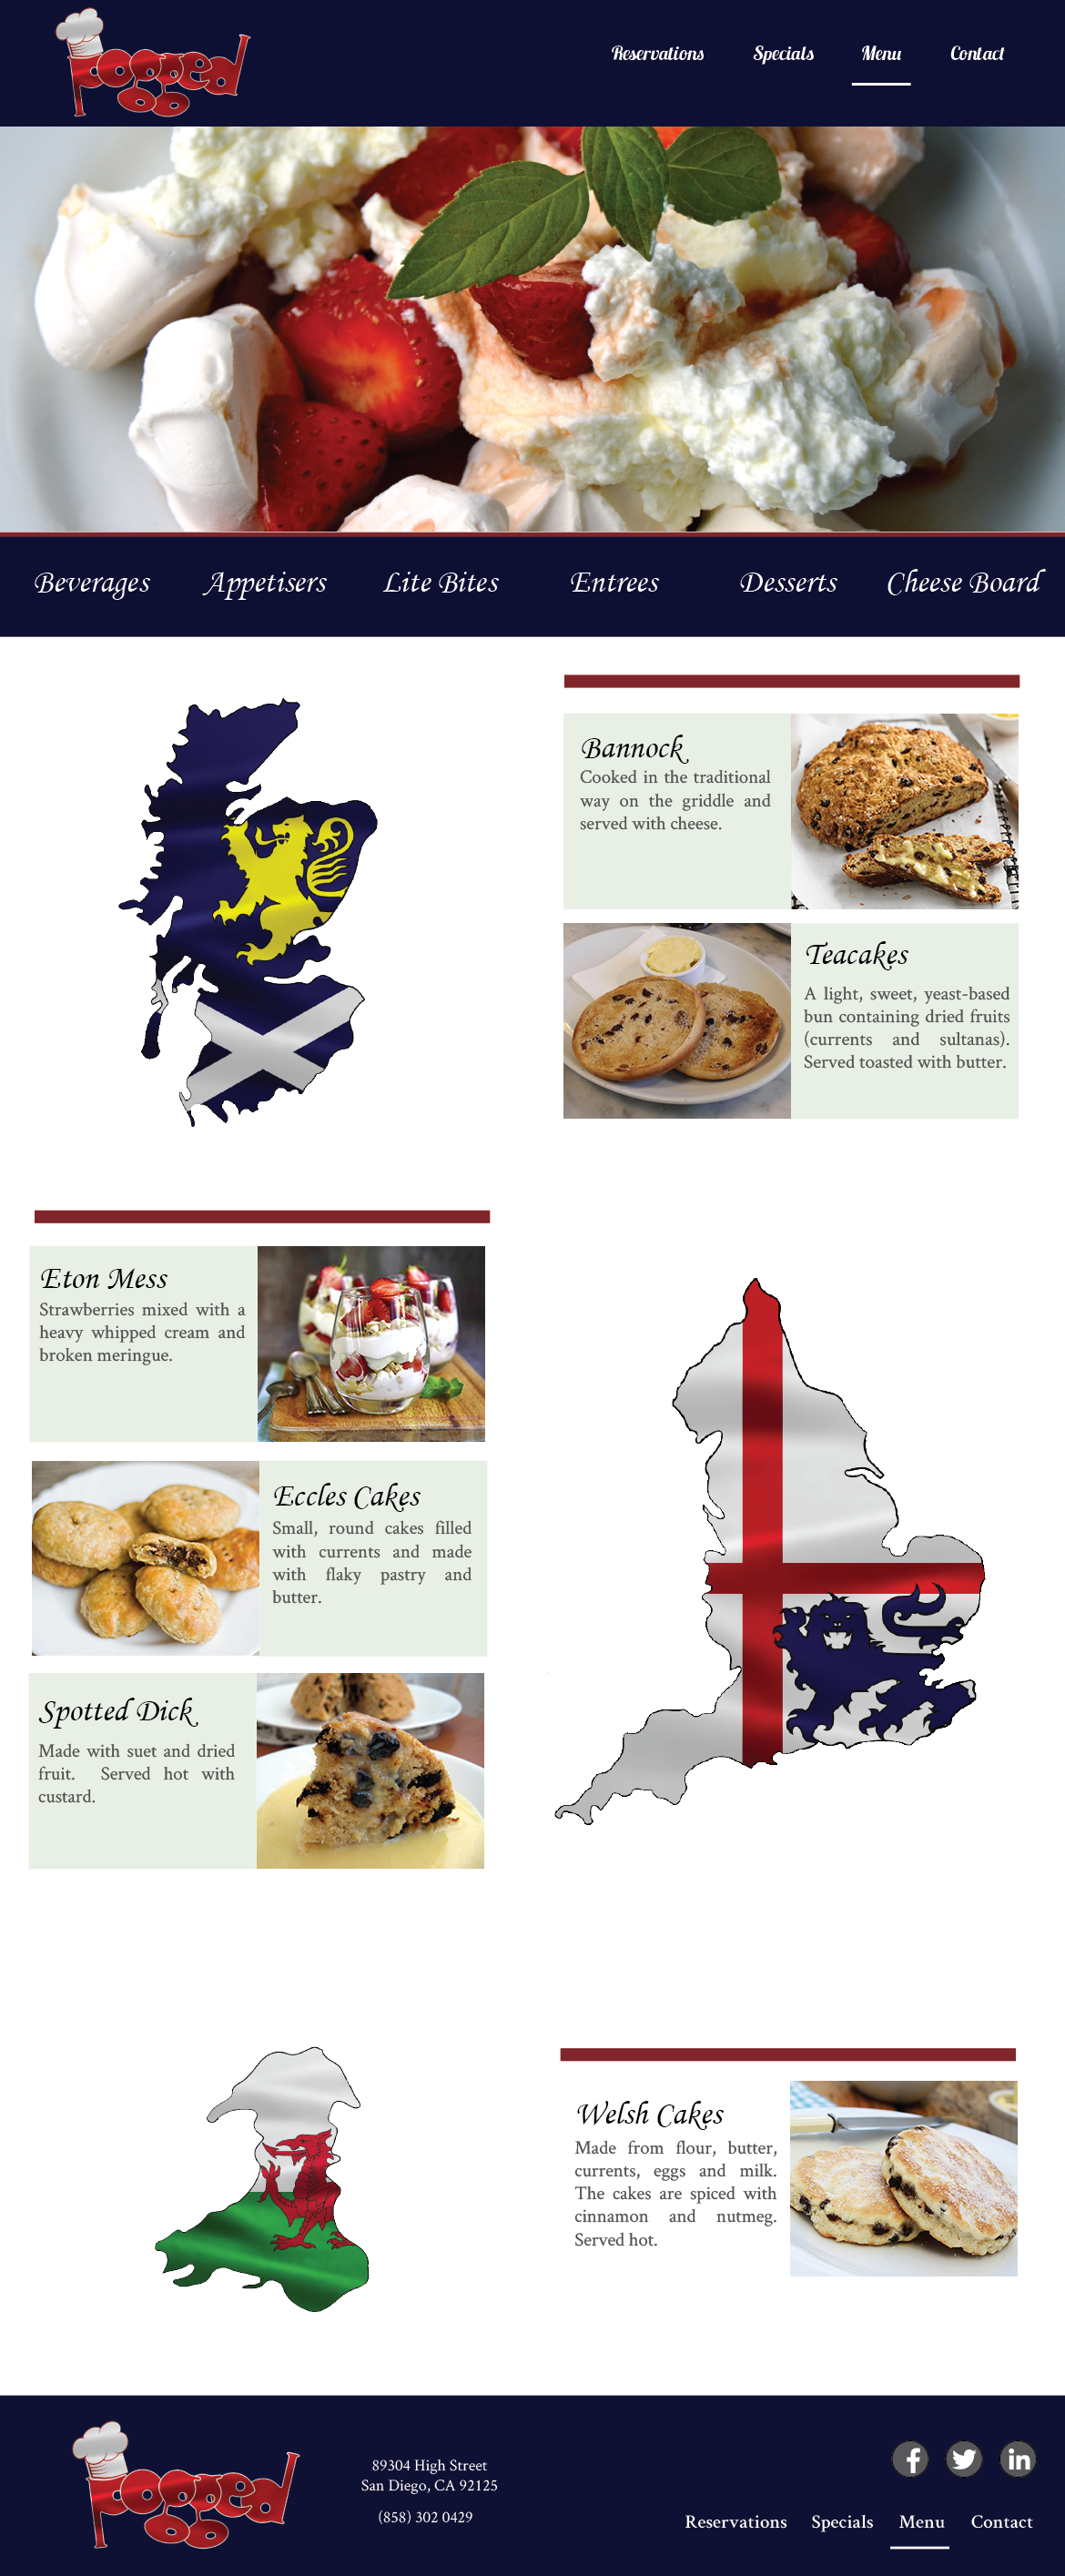 pogged
Reservations Specials Menu Contact
Beverages Appetisers Lite Bites Entrees Desserts Cheese Board
Bannock
Cooked in the traditional
way on the griddle and
served with cheese.
Teacakes
A light, sweet, yeast-based
bun containing dried fruits
(currents and sultanas).
Served toasted with butter.
Eton Mess
Strawberries mixed with a
heavy whipped cream and
broken meringue.
Eccles Cakes
Small, round cakes filled
with currents and made
with flaky pastry and
butter.
Spotted Dick
Made with suet and dried
fruit. Served hot with
custard.
Welsh Cakes
Made from flour, butter,
currents, eggs and milk.
The cakes are spiced with
cinnamon and nutmeg.
Served hot.
pogged
89304 High Street
San Diego, CA 92125
(858) 302 0429
f in
Reservations Specials Menu Contact